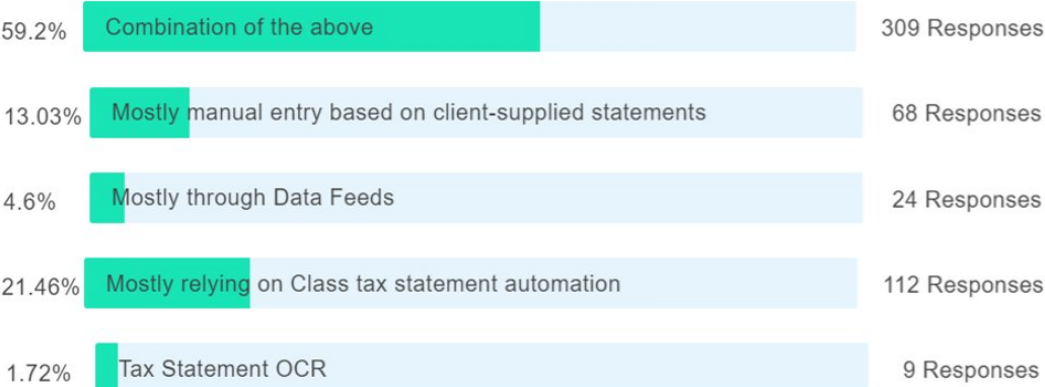 59.2% Combination of the above 309 Responses
13.03% Mostly manual entry based on client-supplied statements 68 Responses
4.6% Mostly through Data Feeds 24 Responses
21.46% Mostly relying on Class tax statement automation 112 Responses
1.72% Tax Statement OCR 9 Responses